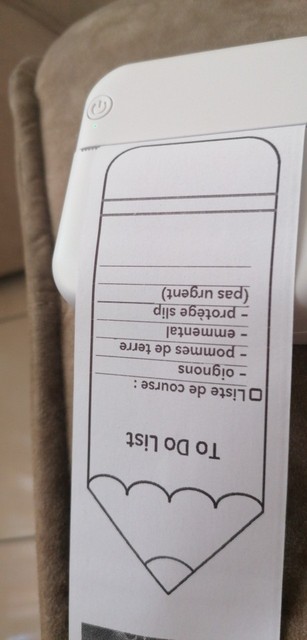 To Do List
☐ Liste de course :
- oignons
- pommes de terre
- emmental
- protège slip
(pas urgent)